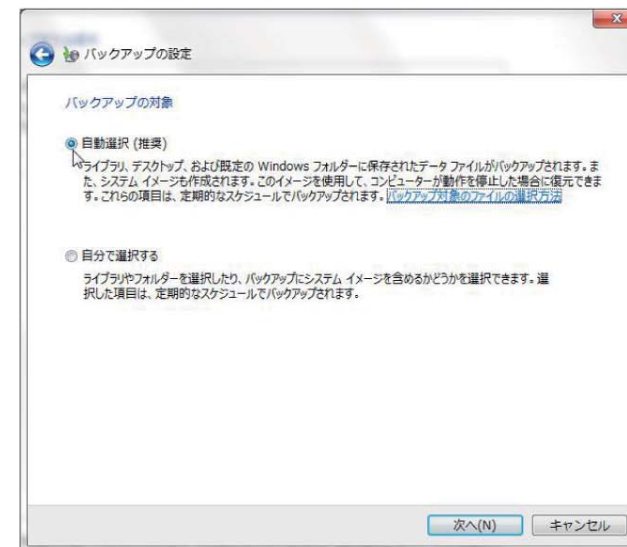 バックアップの設定
バックアップの対象
自動選択 (推奨)
ライブラリ、デスクトップ、および既定の Windows フォルダーに保存されたデータ ファイルがバックアップされます。ま
た、システム イメージも作成されます。このイメージを使用して、コンピューターが動作を停止した場合に復元できま
す。これらの項目は、定期的なスケジュールでバックアップされます。バックアップ対象のファイルの選択方法
自分で選択する
ライブラリやフォルダーを選択したり、バックアップにシステム イメージを含めるかどうかを選択できます。選
択した項目は、定期的なスケジュールでバックアップされます。
次へ(N) キャンセル